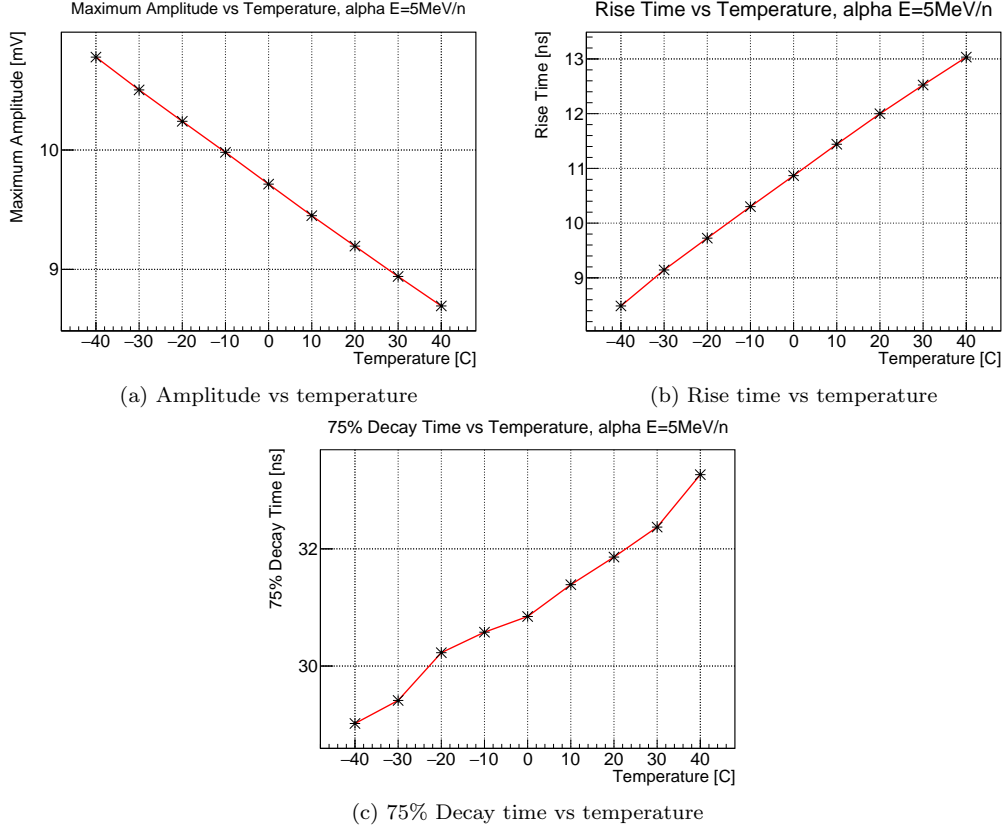 Maximum Amplitude vs Temperature, alpha E=5MeV/n
Maximum Amplitude [mV]
10
9
−40 −30 −20 −10 0 10 20 30 40
Temperature [C]
(a) Amplitude vs temperature
Rise Time vs Temperature, alpha E=5MeV/n
Rise Time [ns]
13
12
11
10
9
−40 −30 −20 −10 0 10 20 30 40
Temperature [C]
(b) Rise time vs temperature
75% Decay Time vs Temperature, alpha E=5MeV/n
75% Decay Time [ns]
32
30
−40 −30 −20 −10 0 10 20 30 40
Temperature [C]
(c) 75% Decay time vs temperature